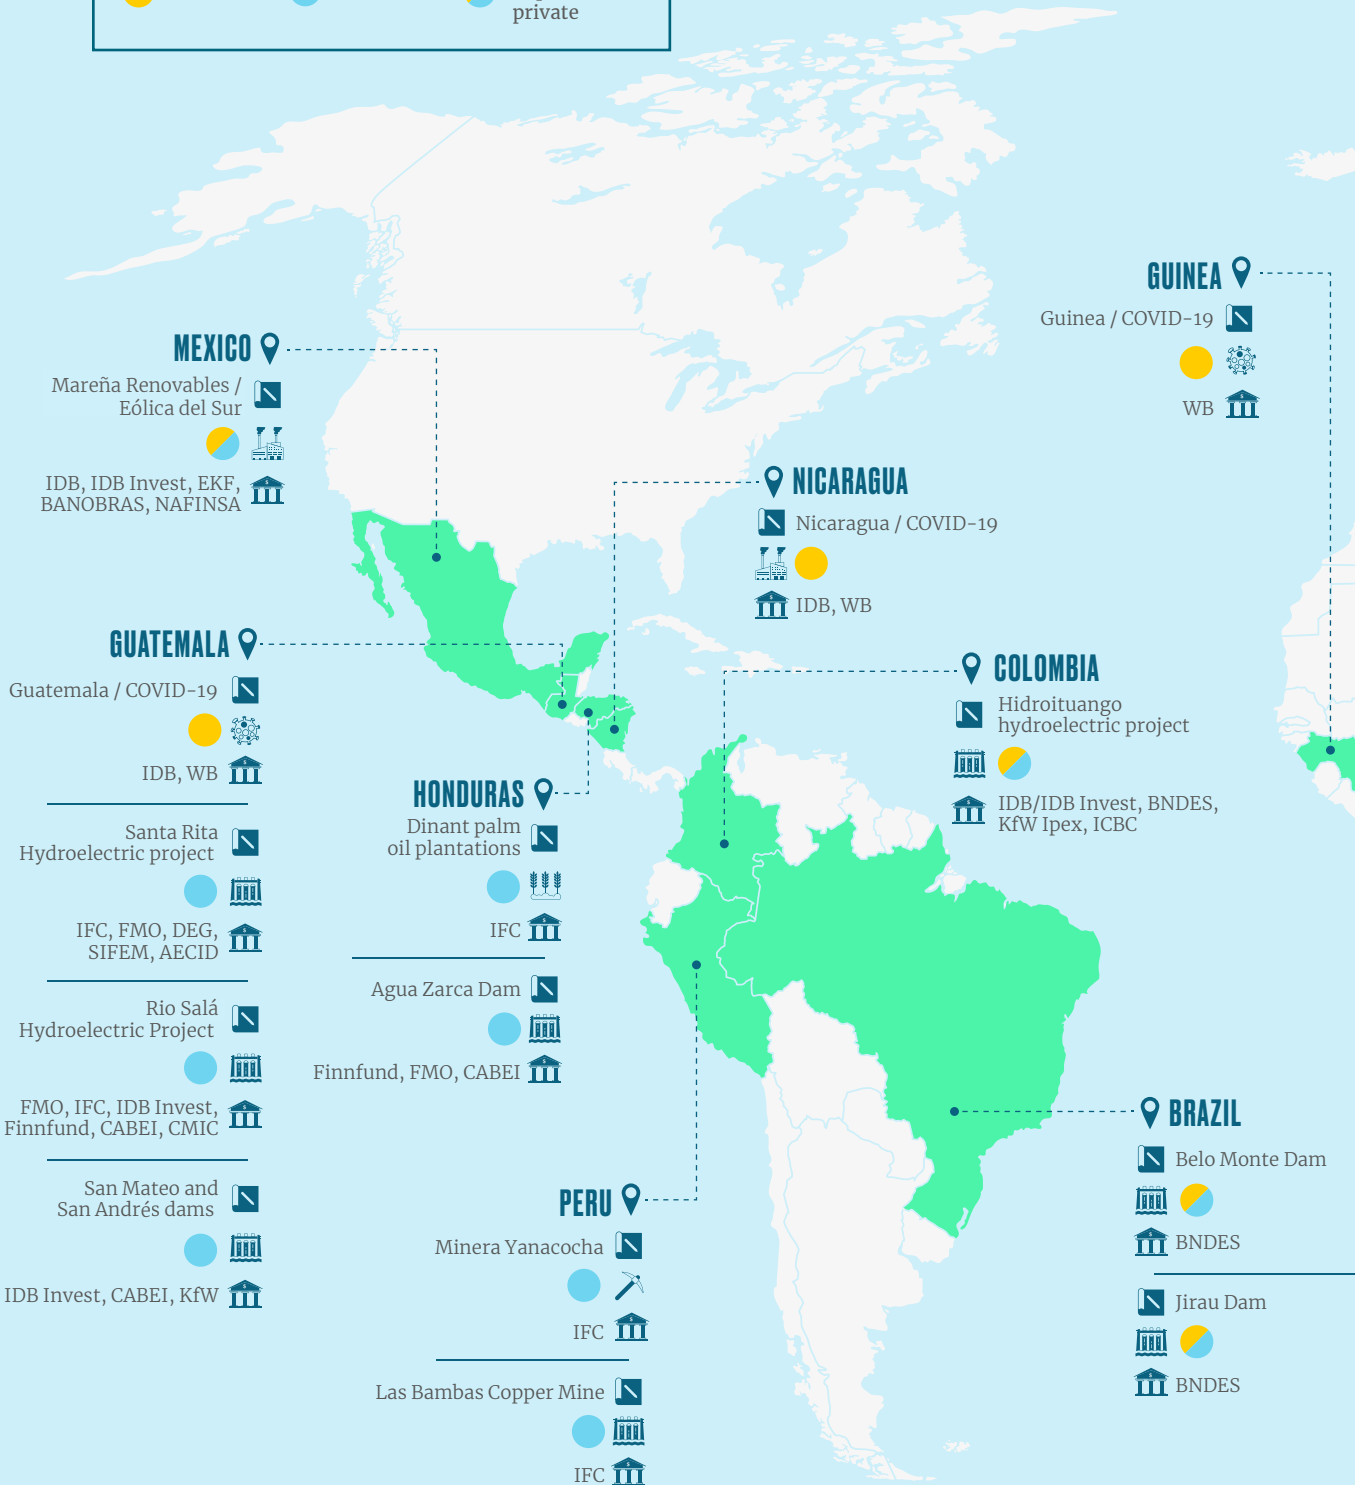 private
MEXICO
Mareña Renovables /
Eólica del Sur
IDB, IDB Invest, EKF,
BANOBRAS, NAFINSA
GUATEMALA
Guatemala / COVID-19
IDB, WB
Santa Rita
Hydroelectric project
IFC, FMO, DEG,
SIFEM, AECID
Rio Salá
Hydroelectric Project
FMO, IFC, IDB Invest,
Finnfund, CABEI, CMIC
San Mateo and
San Andrés dams
IDB Invest, CABEI, KfW
HONDURAS
Dinant palm
oil plantations
IFC
Agua Zarca Dam
Finnfund, FMO, CABEI
PERU
Minera Yanacocha
IFC
Las Bambas Copper Mine
IFC
NICARAGUA
Nicaragua / COVID-19
IDB, WB
COLOMBIA
Hidroituango
hydroelectric project
IDB/IDB Invest, BNDES,
KfW Ipex, ICBC
GUINEA
Guinea / COVID-19
WB
BRAZIL
Belo Monte Dam
BNDES
Jirau Dam
BNDES